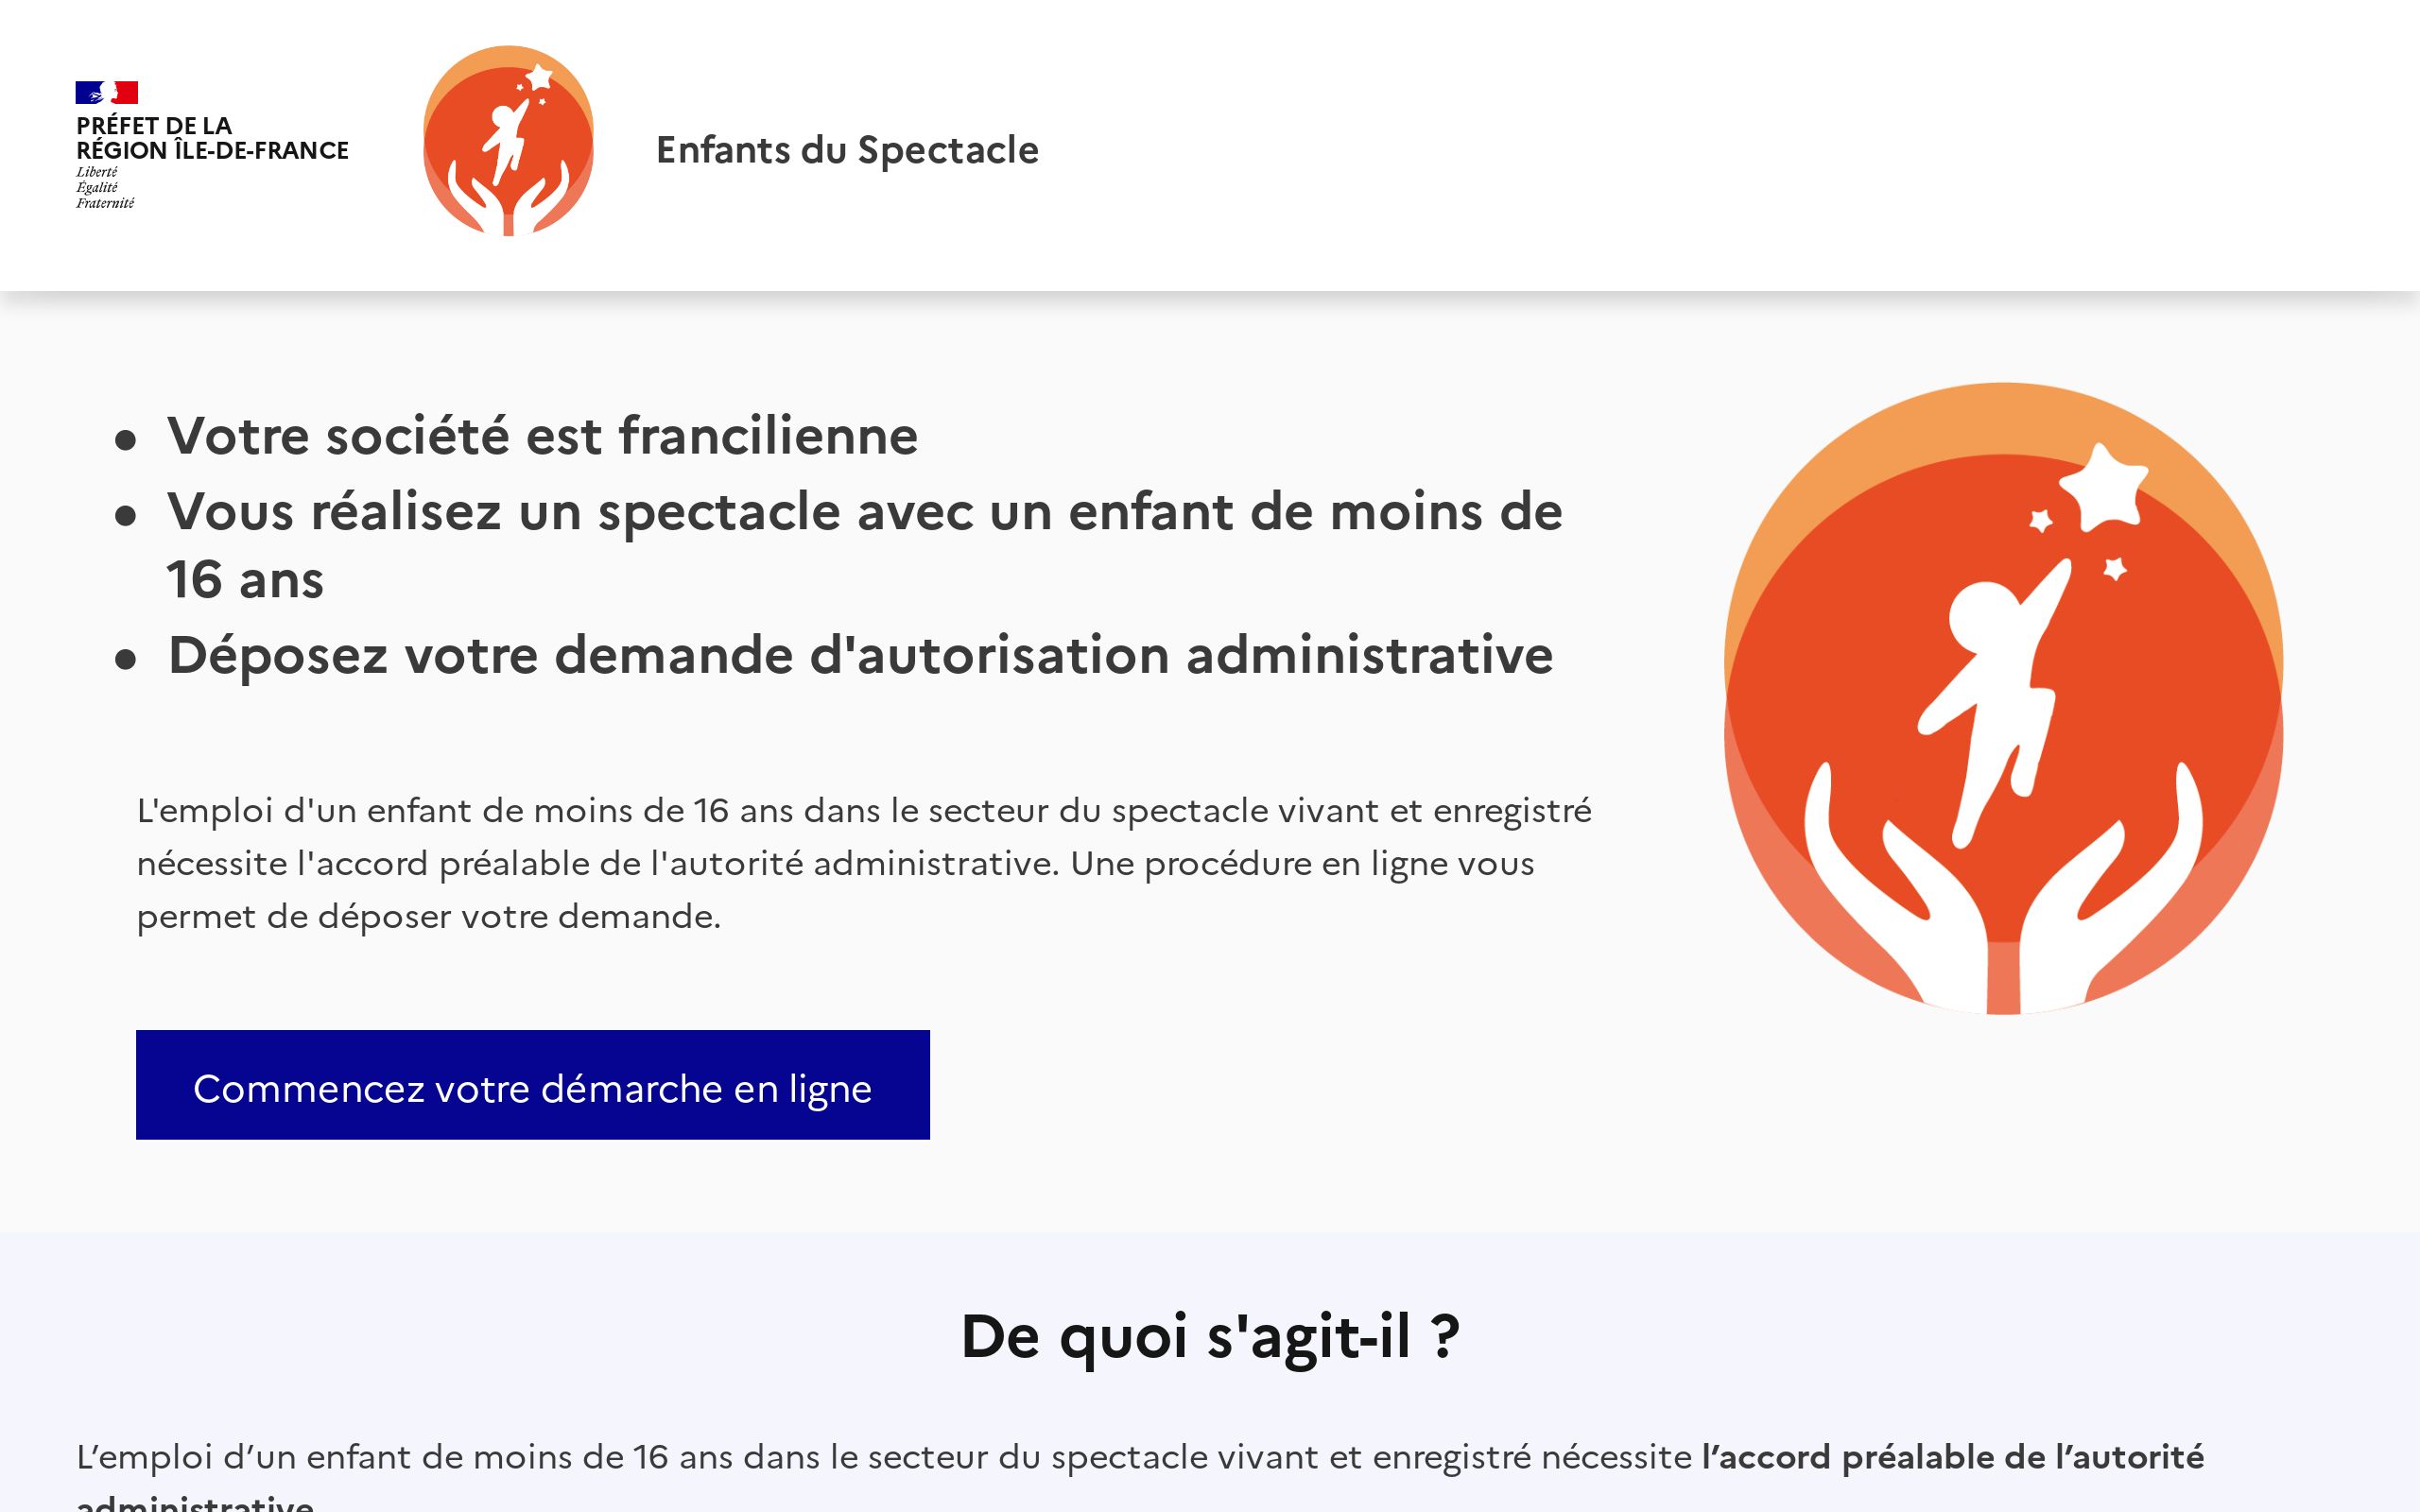 PRÉFET DE LA
RÉGION ÎLE-DE-FRANCE
Liberté
Égalité
Fraternité
Enfants du Spectacle
• Votre société est francilienne
• Vous réalisez un spectacle avec un enfant de moins de
16 ans
• Déposez votre demande d'autorisation administrative
L'emploi d'un enfant de moins de 16 ans dans le secteur du spectacle vivant et enregistré
nécessite l'accord préalable de l'autorité administrative. Une procédure en ligne vous
permet de déposer votre demande.
Commencez votre démarche en ligne
De quoi s'agit-il ?
L’emploi d’un enfant de moins de 16 ans dans le secteur du spectacle vivant et enregistré nécessite l’accord préalable de l’autorité
administrative